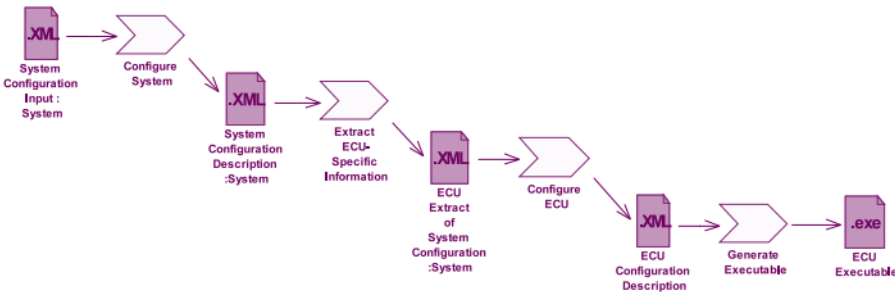 .XML
System
Configuration
Input :
System
Configure
System
.XML
System
Configuration
Description
:System
Extract
ECU-
Specific
Information
.XML
ECU
Extract
of
System
Configuration
:System
Configure
ECU
.XML
ECU
Configuration
Description
Generate
Executable
.exe
ECU
Executable